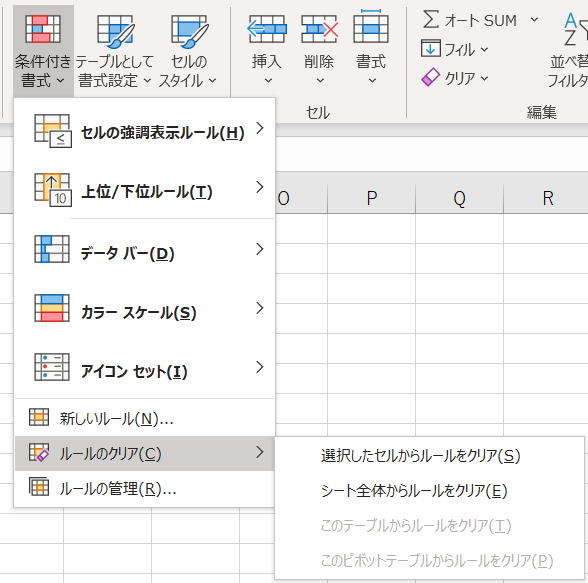 条件付き テーブルとして セルの 挿入 削除 書式 オート SUM 並べ替
書式 書式設定 スタイル フィル フィルタ
クリア
セル 編集
セルの強調表示ルール(H)
≤
上位/下位ルール(T)
10
O P Q R
データ バー(D)
カラー スケール(S)
アイコン セット(I)
新しいルール(N)...
ルールのクリア(C)
ルールの管理(R)...
選択したセルからルールをクリア(S)
シート全体からルールをクリア(E)
このテーブルからルールをクリア(T)
このピボットテーブルからルールをクリア(P)